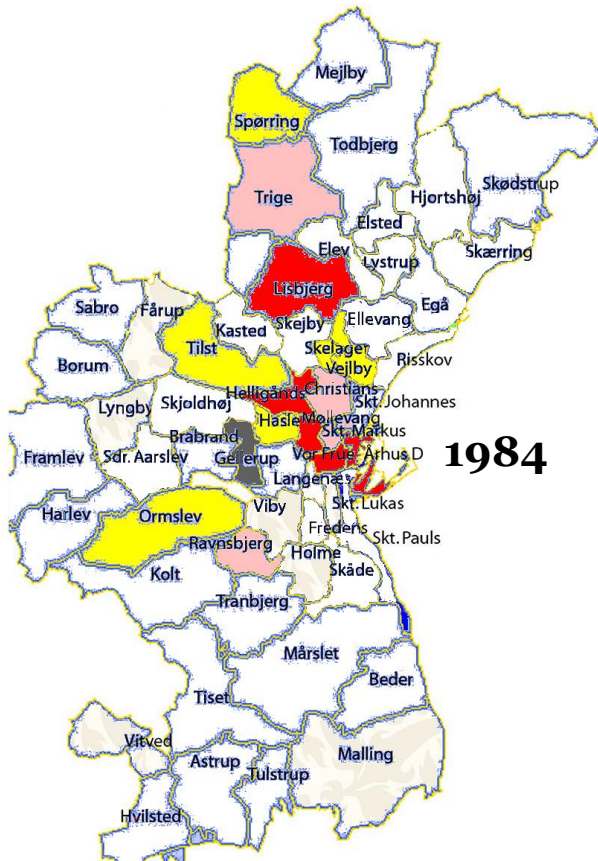 Mejlby
Spørring
Todbjerg
Skødstrup
Trige
Hjortshøj
Elsted
Elev
Lystrup
Skærring
Lisbjerg
Egå
Sabro
Fårup
Ellevang
Kasted
Skejby
Tilst
Skelager
Risskov
Borum
Vejlby
Helligånds
Christians
Lyngby
Skjoldhøj
Skt. Johannes
Hasle
Møllevang
Brabrand
Skt. Markus
Framlev
Sdr. Aarslev
Gellerup
Vor Frue
Århus D
1984
Langenæs
Harlev
Ormslev
Viby
Skt. Lukas
Fredens
Skt. Pauls
Ravnsbjerg
Holme
Kolt
Skåde
Tranbjerg
Mårslet
Beder
Tiset
Vitved
Malling
Astrup
Tulstrup
Hvilsted